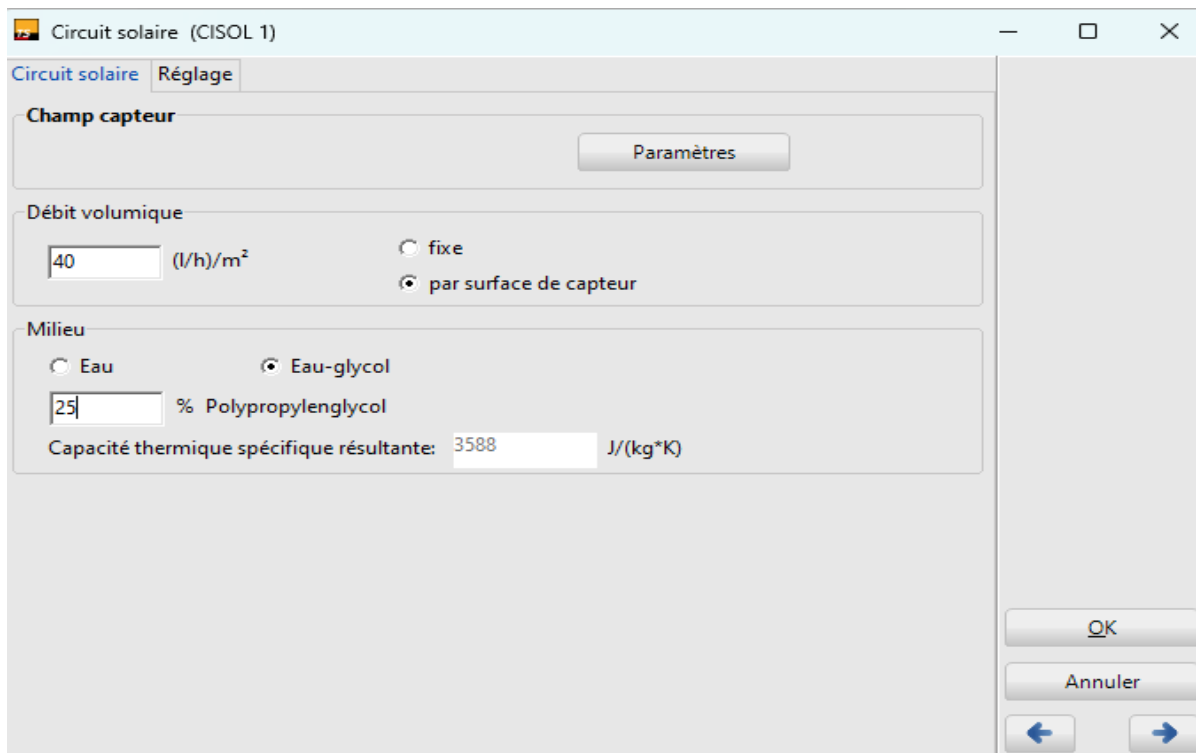 TS Circuit solaire (CISOL 1)
Circuit solaire Réglage
Champ capteur
Paramètres
Débit volumique
40 (l/h)/m² fixe
par surface de capteur
Milieu
Eau Eau-glycol
25 % Polypropylenglycol
Capacité thermique spécifique résultante: 3588 J/(kg*K)
OK
Annuler